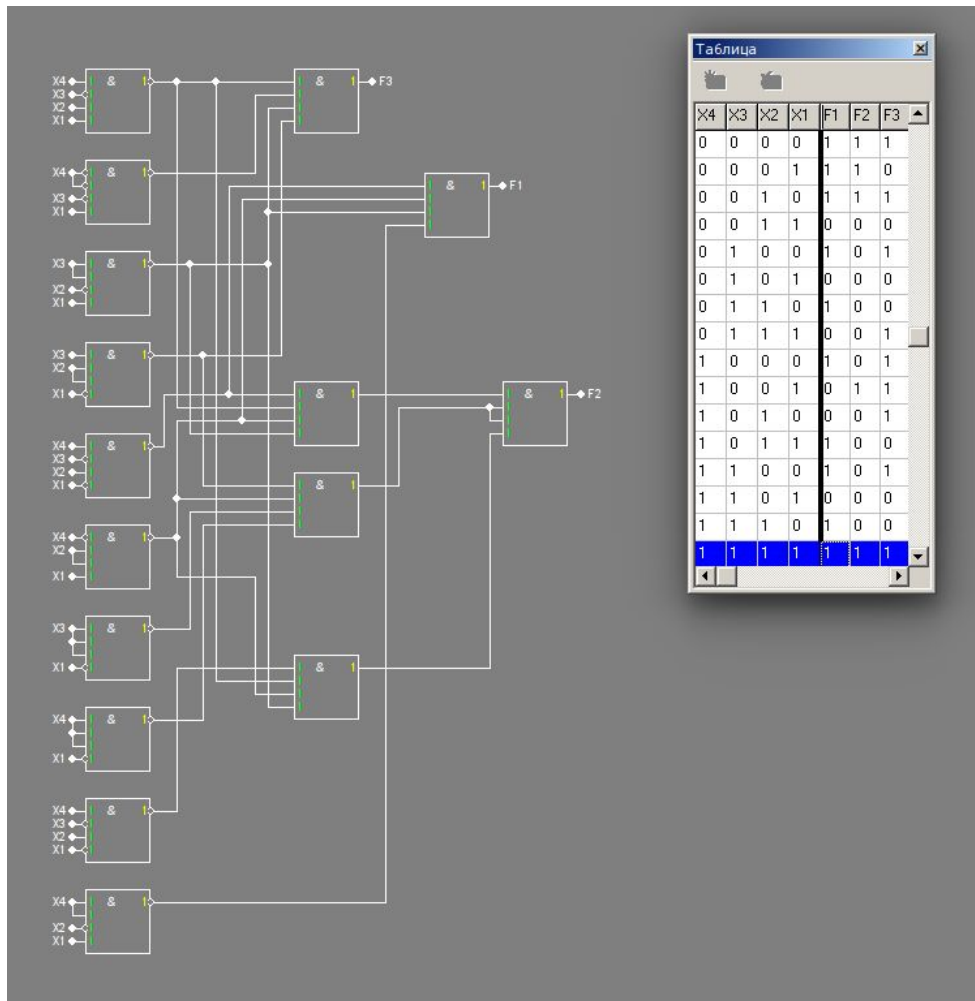 X4 & 1 & 1 F3
X3
X2
X1
X4 & 1
& 1 F1
X3
X1
X3 & 1
X2
X1
X3 & 1
X2
X1 & 1 & 1 F2
X4 & 1
X3
X2
X1 & 1
X4 & 1
X2
X1
X3 & 1
X1 & 1
X4 & 1
X1
X4 & 1
X3
X2
X1
X4 & 1
X2
X1
Таблица
X4 X3 X2 X1 F1 F2 F3
0 0 0 0 1 1 1
0 0 0 1 1 1 0
0 0 1 0 1 1 1
0 0 1 1 0 0 0
0 1 0 0 1 0 1
0 1 0 1 0 0 0
0 1 1 0 1 0 0
0 1 1 1 0 0 1
1 0 0 0 1 0 1
1 0 0 1 0 1 1
1 0 1 0 1 0 0
1 0 1 1 1 0 0
1 1 0 0 1 0 1
1 1 0 1 0 0 0
1 1 1 0 1 0 0
1 1 1 1 1 1 1